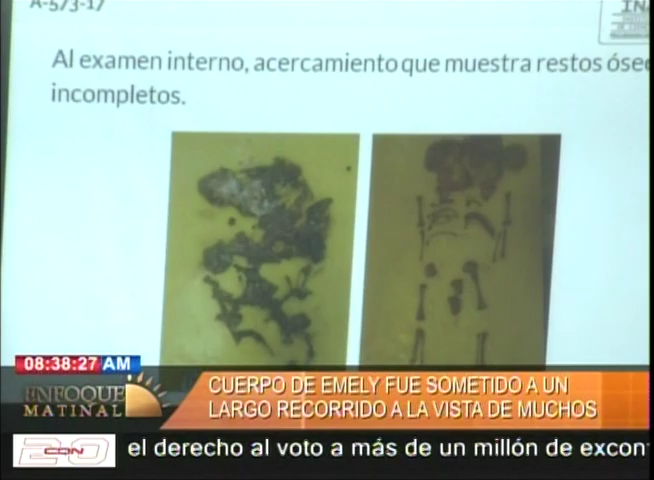 A-573-17
IN
Al examen interno, acercamiento que muestra restos óse
incompletos.
08:38:27 AM
ENFOQUE
MATINAL
CUERPO DE EMELY FUE SOMETIDO A UN
LARGO RECORRIDO A LA VISTA DE MUCHOS
CDN
el derecho al voto a más de un millón de excon